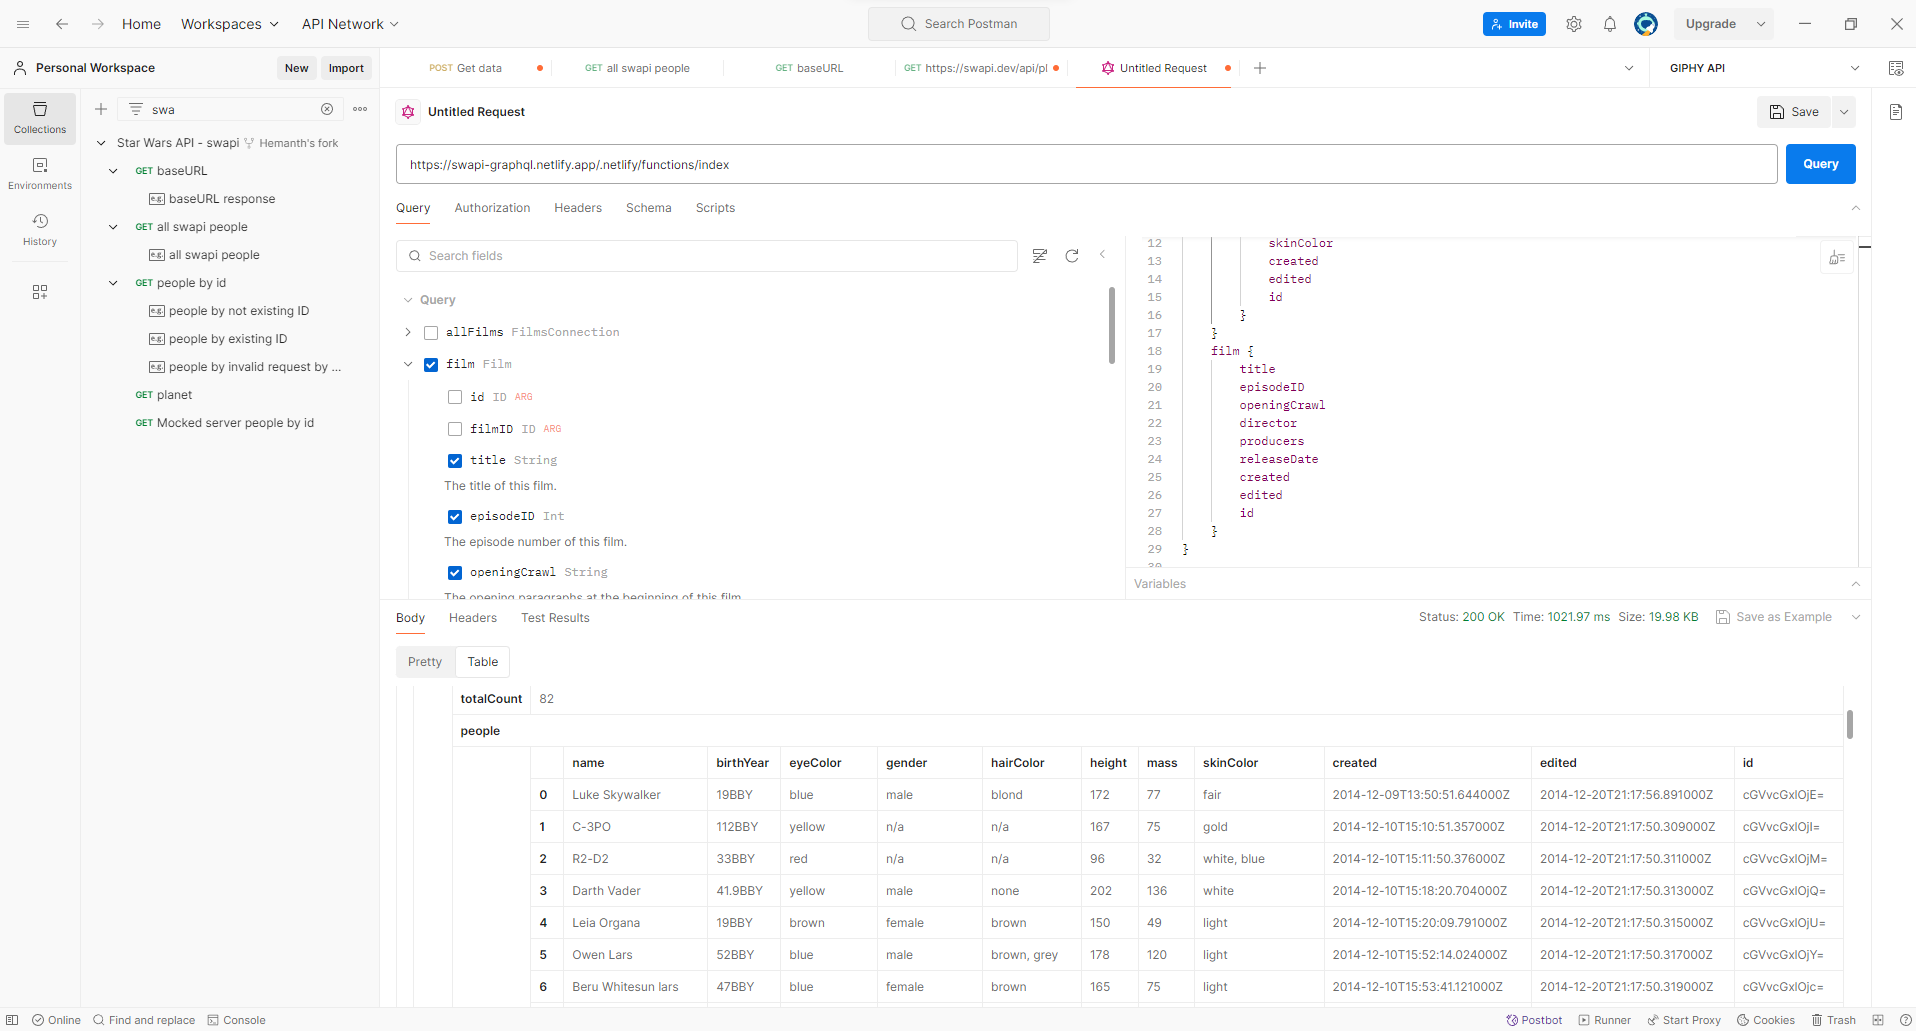 Home Workspaces API Network Search Postman Invite Upgrade
Personal Workspace New Import
POST Get data GET all swapi people GET baseURL GET https://swapi.dev/api/pl Untitled Request GIPHY API
Collections
Environments
History
swa
Star Wars API - swapi Hemanth's fork
GET baseURL
e.g. baseURL response
GET all swapi people
e.g. all swapi people
GET people by id
e.g. people by not existing ID
e.g. people by existing ID
e.g. people by invalid request by ...
GET planet
GET Mocked server people by id
Untitled Request Save
https://swapi-graphql.netlify.app/.netlify/functions/index Query
Query Authorization Headers Schema Scripts
Search fields
Query
allFilms FilmsConnection
film Film
id ID ARG
filmID ID ARG
title String
The title of this film.
episodeID Int
The episode number of this film.
openingCrawl String
The opening paragraphs at the beginning of this film
12 skinColor
13 created
14 edited
15 id
16 }
17 }
18 film {
19 title
20 episodeID
21 openingCrawl
22 director
23 producers
24 releaseDate
25 created
26 edited
27 id
28 }
29 }
30
Variables
Body Headers Test Results Status: 200 OK Time: 1021.97 ms Size: 19.98 KB Save as Example
Pretty Table
totalCount 82
people
name birthYear eyeColor gender hairColor height mass skinColor created edited id
0 Luke Skywalker 19BBY blue male blond 172 77 fair 2014-12-09T13:50:51.644000Z 2014-12-20T21:17:56.891000Z cGVvcGxlOjE=
1 C-3PO 112BBY yellow n/a n/a 167 75 gold 2014-12-10T15:10:51.357000Z 2014-12-20T21:17:50.309000Z cGVvcGxlOjI=
2 R2-D2 33BBY red n/a n/a 96 32 white, blue 2014-12-10T15:11:50.376000Z 2014-12-20T21:17:50.311000Z cGVvcGxlOjM=
3 Darth Vader 41.9BBY yellow male none 202 136 white 2014-12-10T15:18:20.704000Z 2014-12-20T21:17:50.313000Z cGVvcGxlOjQ=
4 Leia Organa 19BBY brown female brown 150 49 light 2014-12-10T15:20:09.791000Z 2014-12-20T21:17:50.315000Z cGVvcGxlOjU=
5 Owen Lars 52BBY blue male brown, grey 178 120 light 2014-12-10T15:52:14.024000Z 2014-12-20T21:17:50.317000Z cGVvcGxlOjY=
6 Beru Whitesun lars 47BBY blue female brown 165 75 light 2014-12-10T15:53:41.121000Z 2014-12-20T21:17:50.319000Z cGVvcGxlOjc=
Online Find and replace Console Postbot Runner Start Proxy Cookies Trash